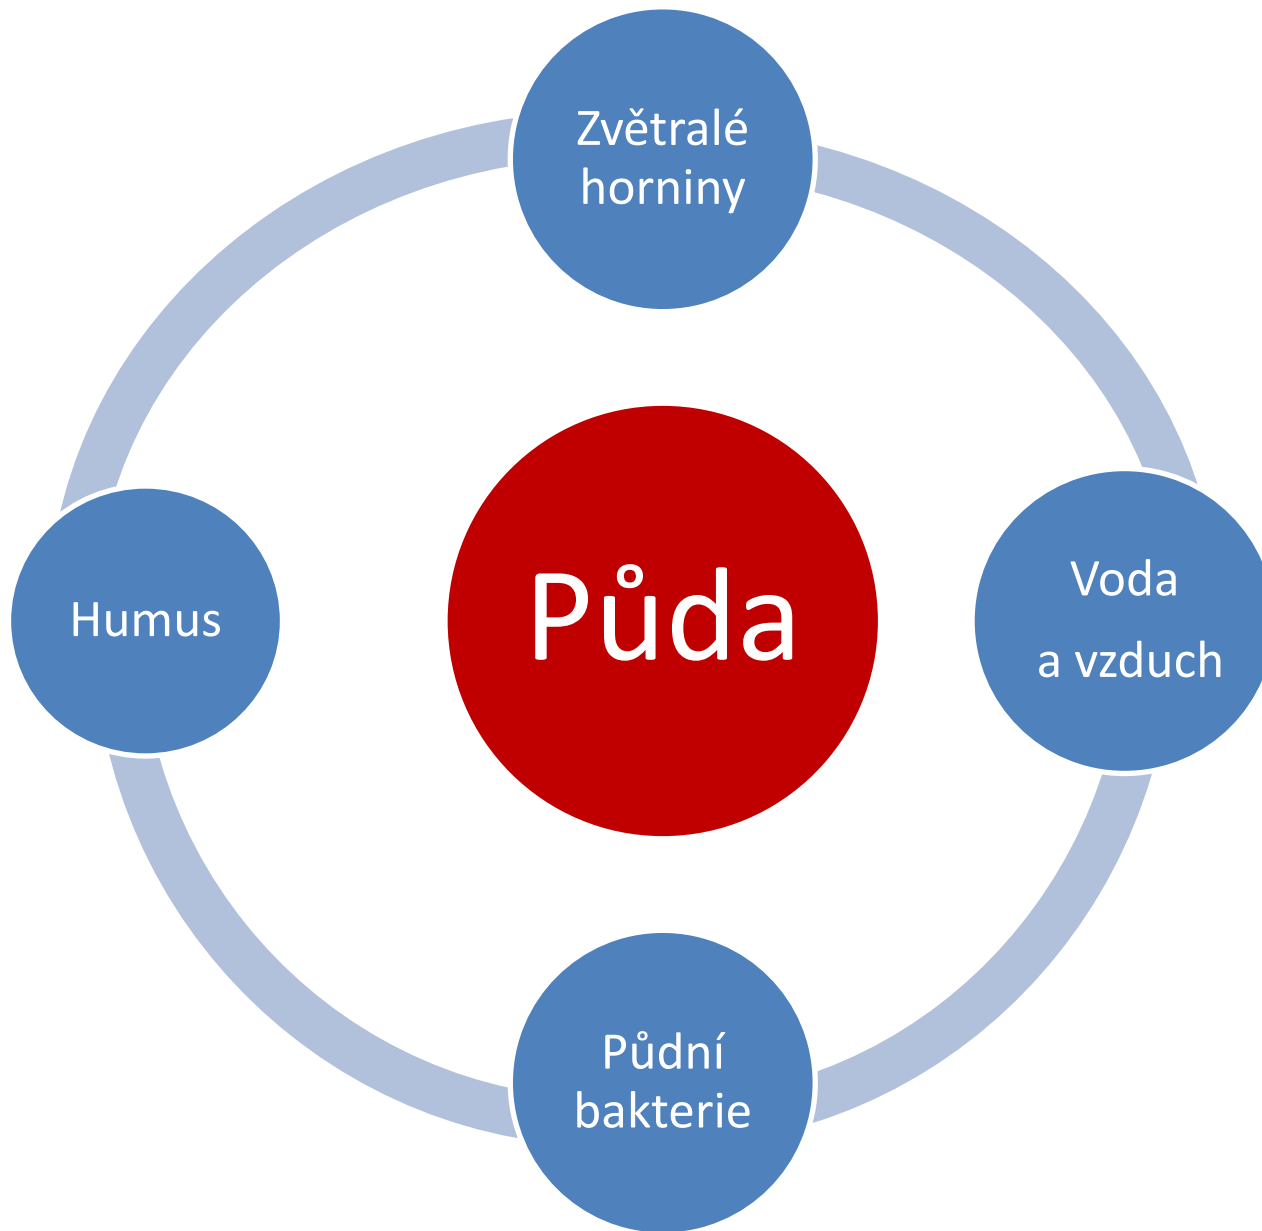 Zvětralé
horniny
Humus
Půda
Voda
a vzduch
Půdní
bakterie